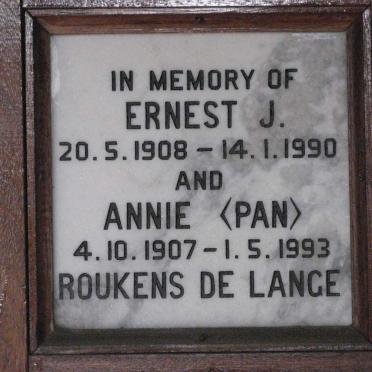 IN MEMORY OF
ERNEST J.
20.5.1908 – 14.1.1990
AND
ANNIE <PAN>
4.10.1907 – 1.5.1993
ROUKENS DE LANGE